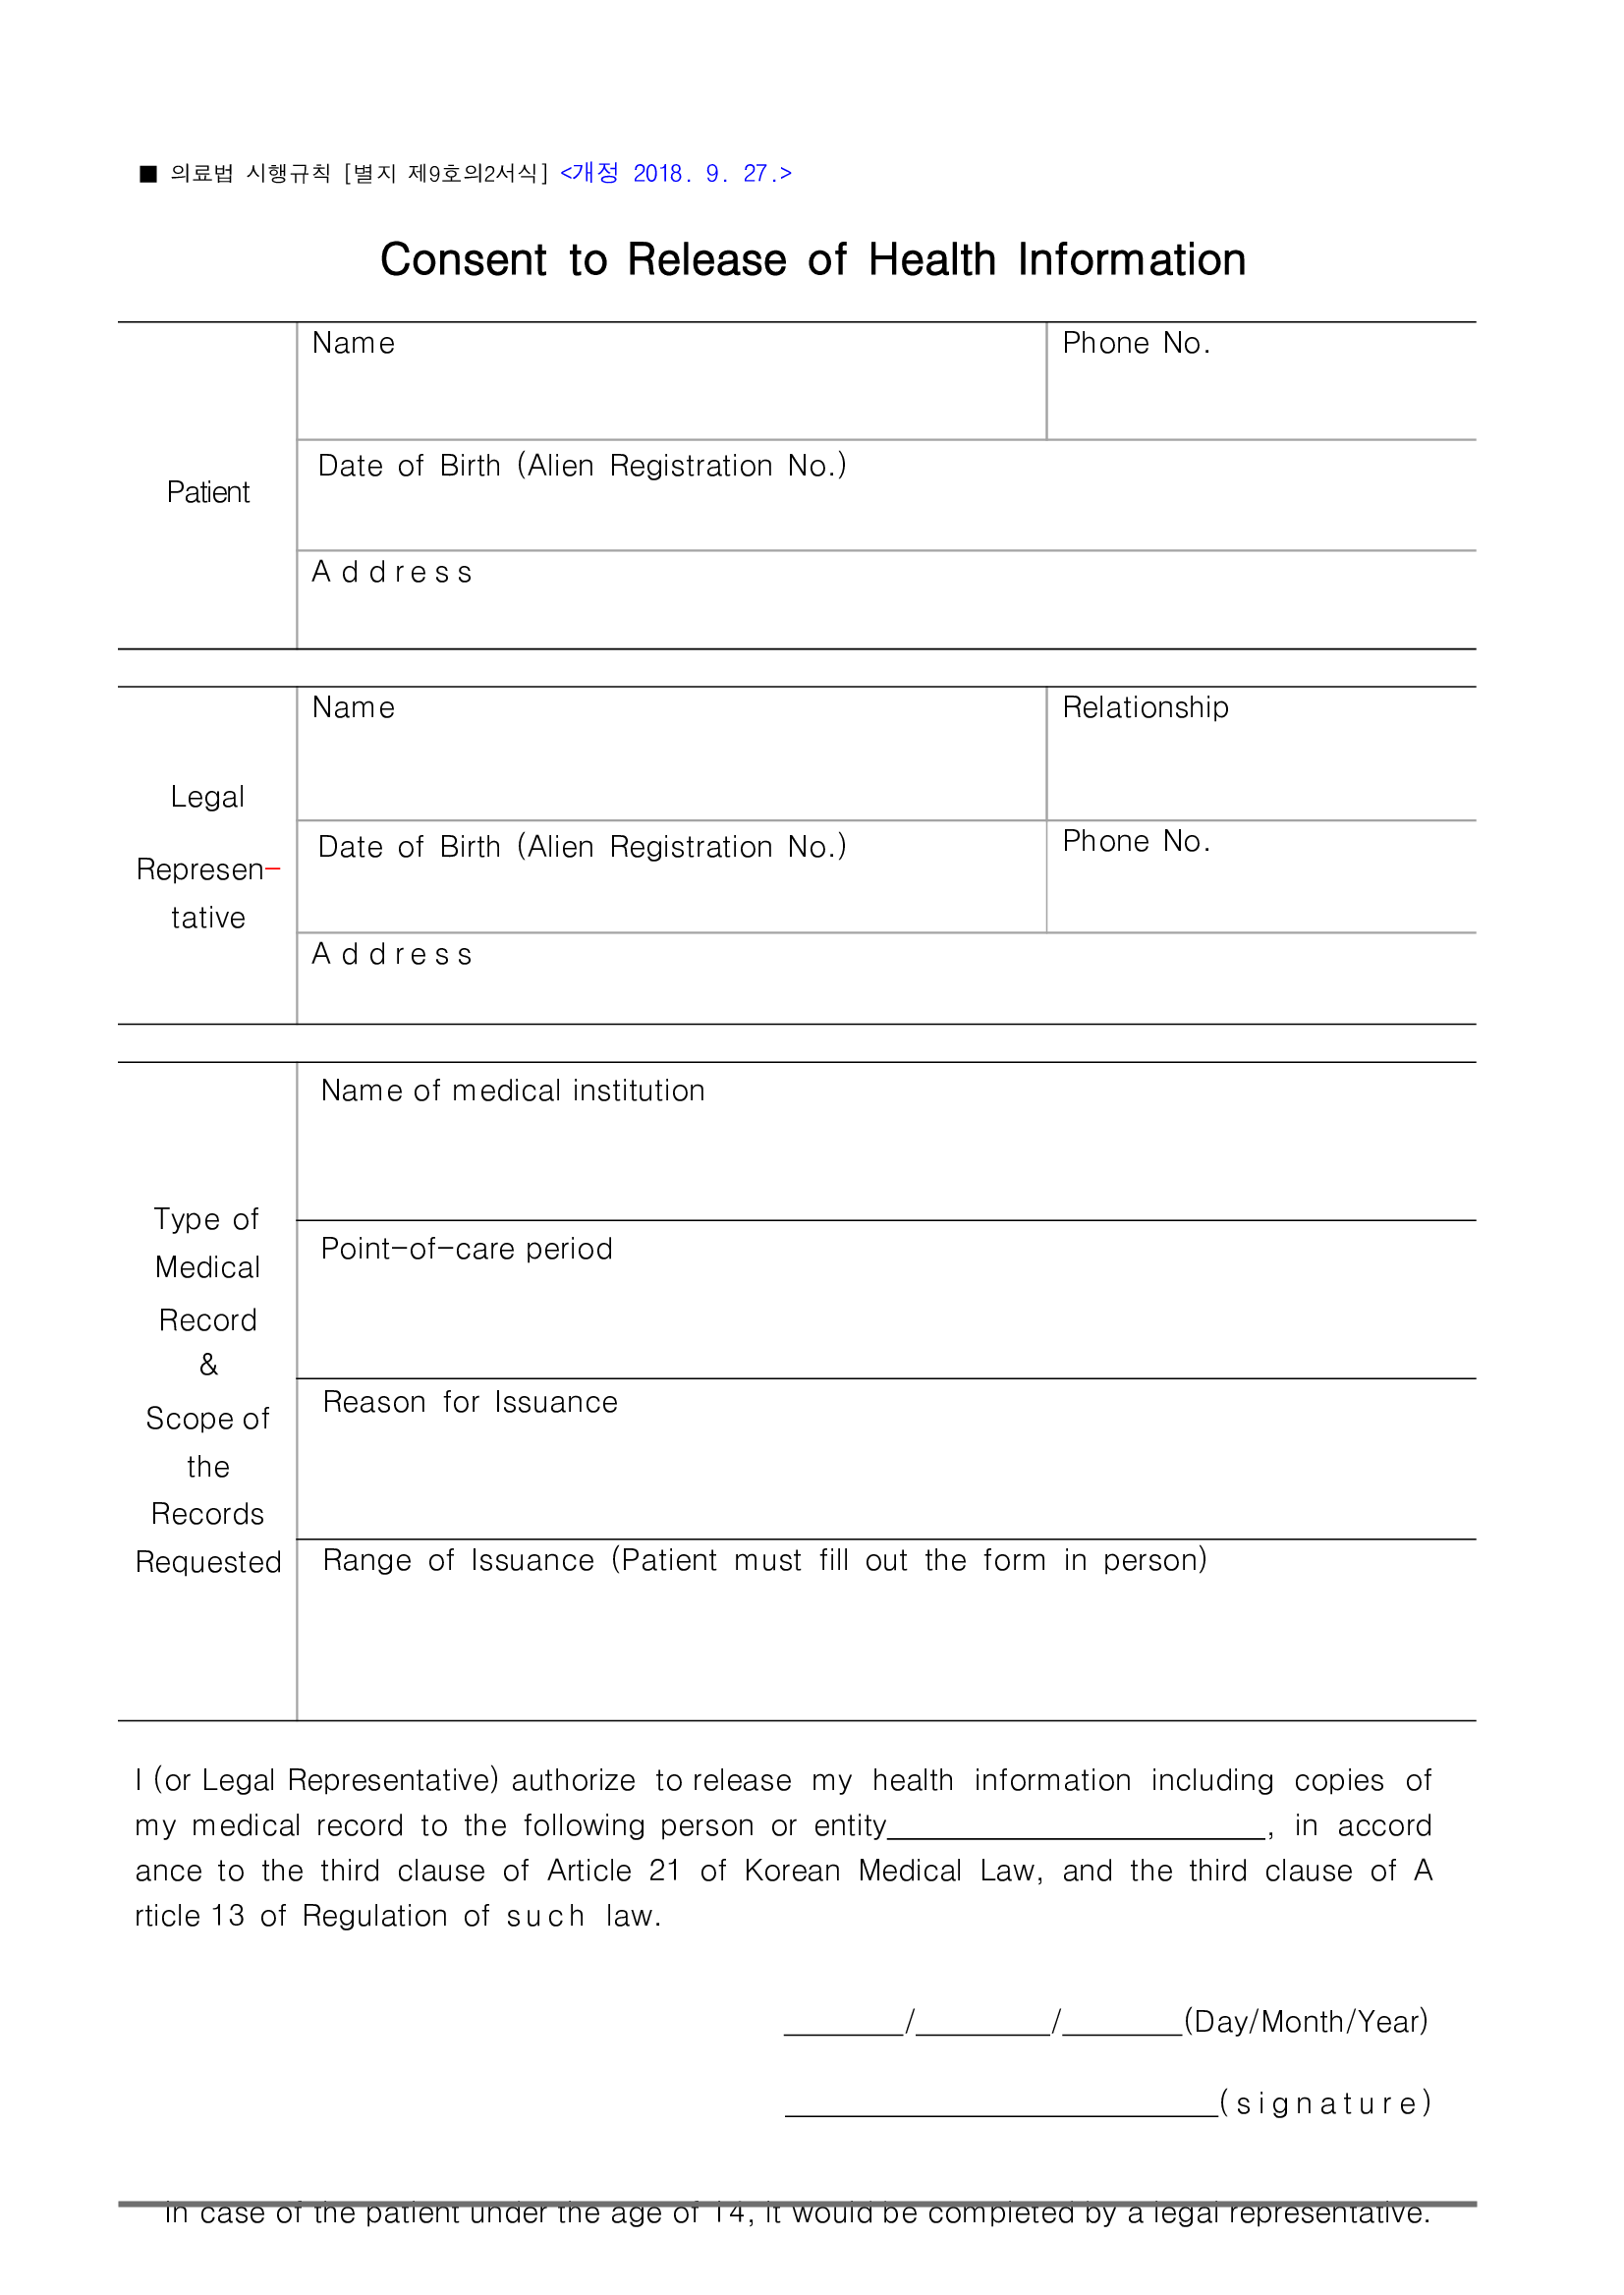 ■ 의료법 시행규칙 [별지 제9호의2서식] <개정 2018. 9. 27.>
Consent to Release of Health Information
Patient
Name
Phone No.
Date of Birth (Alien Registration No.)
Address
Legal
Represen-
tative
Name
Relationship
Date of Birth (Alien Registration No.)
Phone No.
Address
Type of
Medical
Record
&
Scope of
the
Records
Requested
Name of medical institution
Point-of-care period
Reason for Issuance
Range of Issuance (Patient must fill out the form in person)
I (or Legal Representative) authorize to release my health information including copies of
my medical record to the following person or entity______________________, in accord
ance to the third clause of Article 21 of Korean Medical Law, and the third clause of A
rticle 13 of Regulation of such law.
_______/________/_______(Day/Month/Year)
_________________________(signature)
In case of the patient under the age of 14, it would be completed by a legal representative.